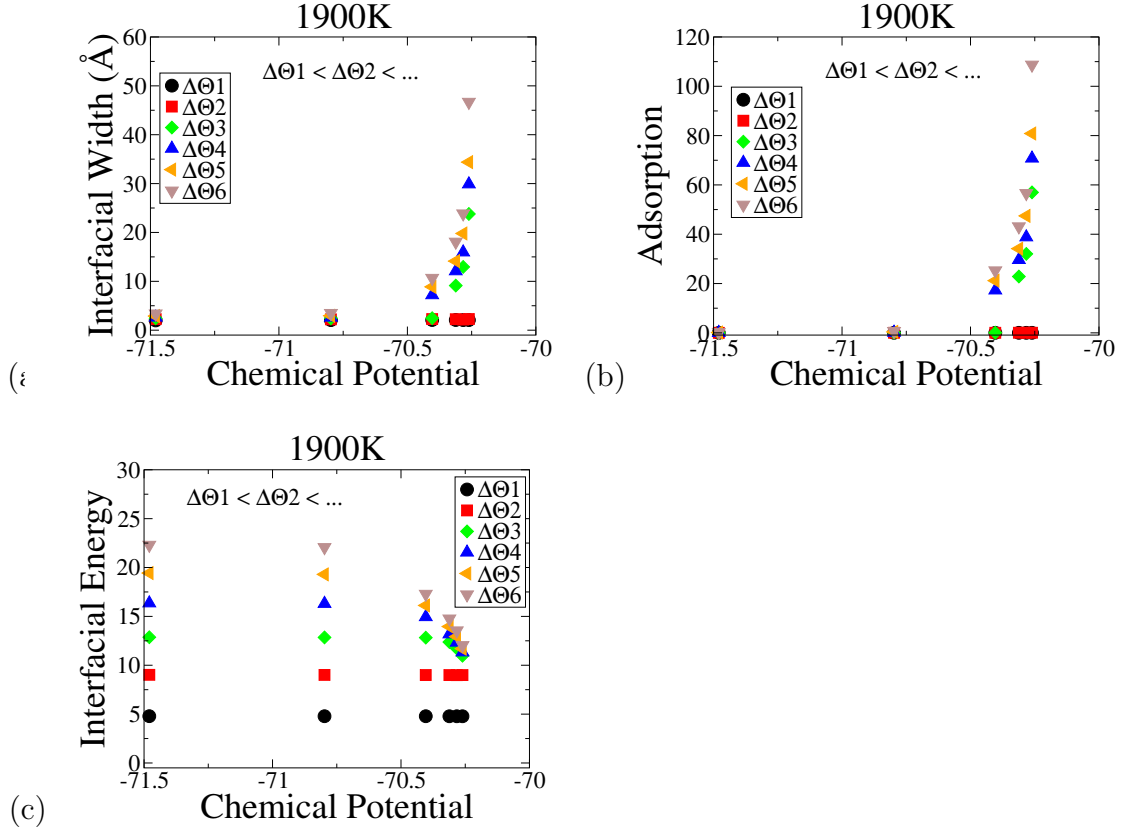 1900K
Interfacial Width (Å)
ΔΘ1 < ΔΘ2 < ...
ΔΘ1
ΔΘ2
ΔΘ3
ΔΘ4
ΔΘ5
ΔΘ6
60
50
40
30
20
10
0
-71.5
-71
-70.5
-70
Chemical Potential
(a
1900K
Adsorption
ΔΘ1 < ΔΘ2 < ...
ΔΘ1
ΔΘ2
ΔΘ3
ΔΘ4
ΔΘ5
ΔΘ6
120
100
80
60
40
20
0
-71.5
-71
-70.5
-70
Chemical Potential
(b)
1900K
Interfacial Energy
ΔΘ1 < ΔΘ2 < ...
ΔΘ1
ΔΘ2
ΔΘ3
ΔΘ4
ΔΘ5
ΔΘ6
30
25
20
15
10
5
0
-71.5
-71
-70.5
-70
Chemical Potential
(c)